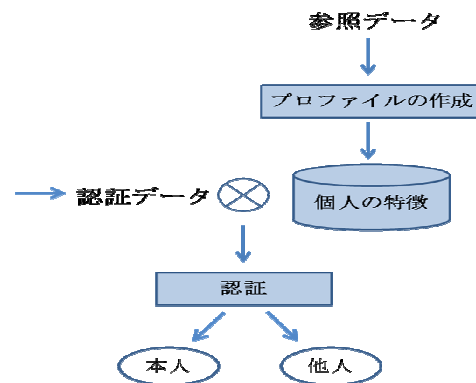 参照データ
プロファイルの作成
認証データ
個人の特徴
認証
本人
他人